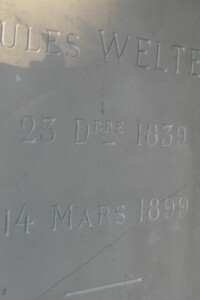 ULES WELTE
23 DBRE 1839
14 MARS 1899